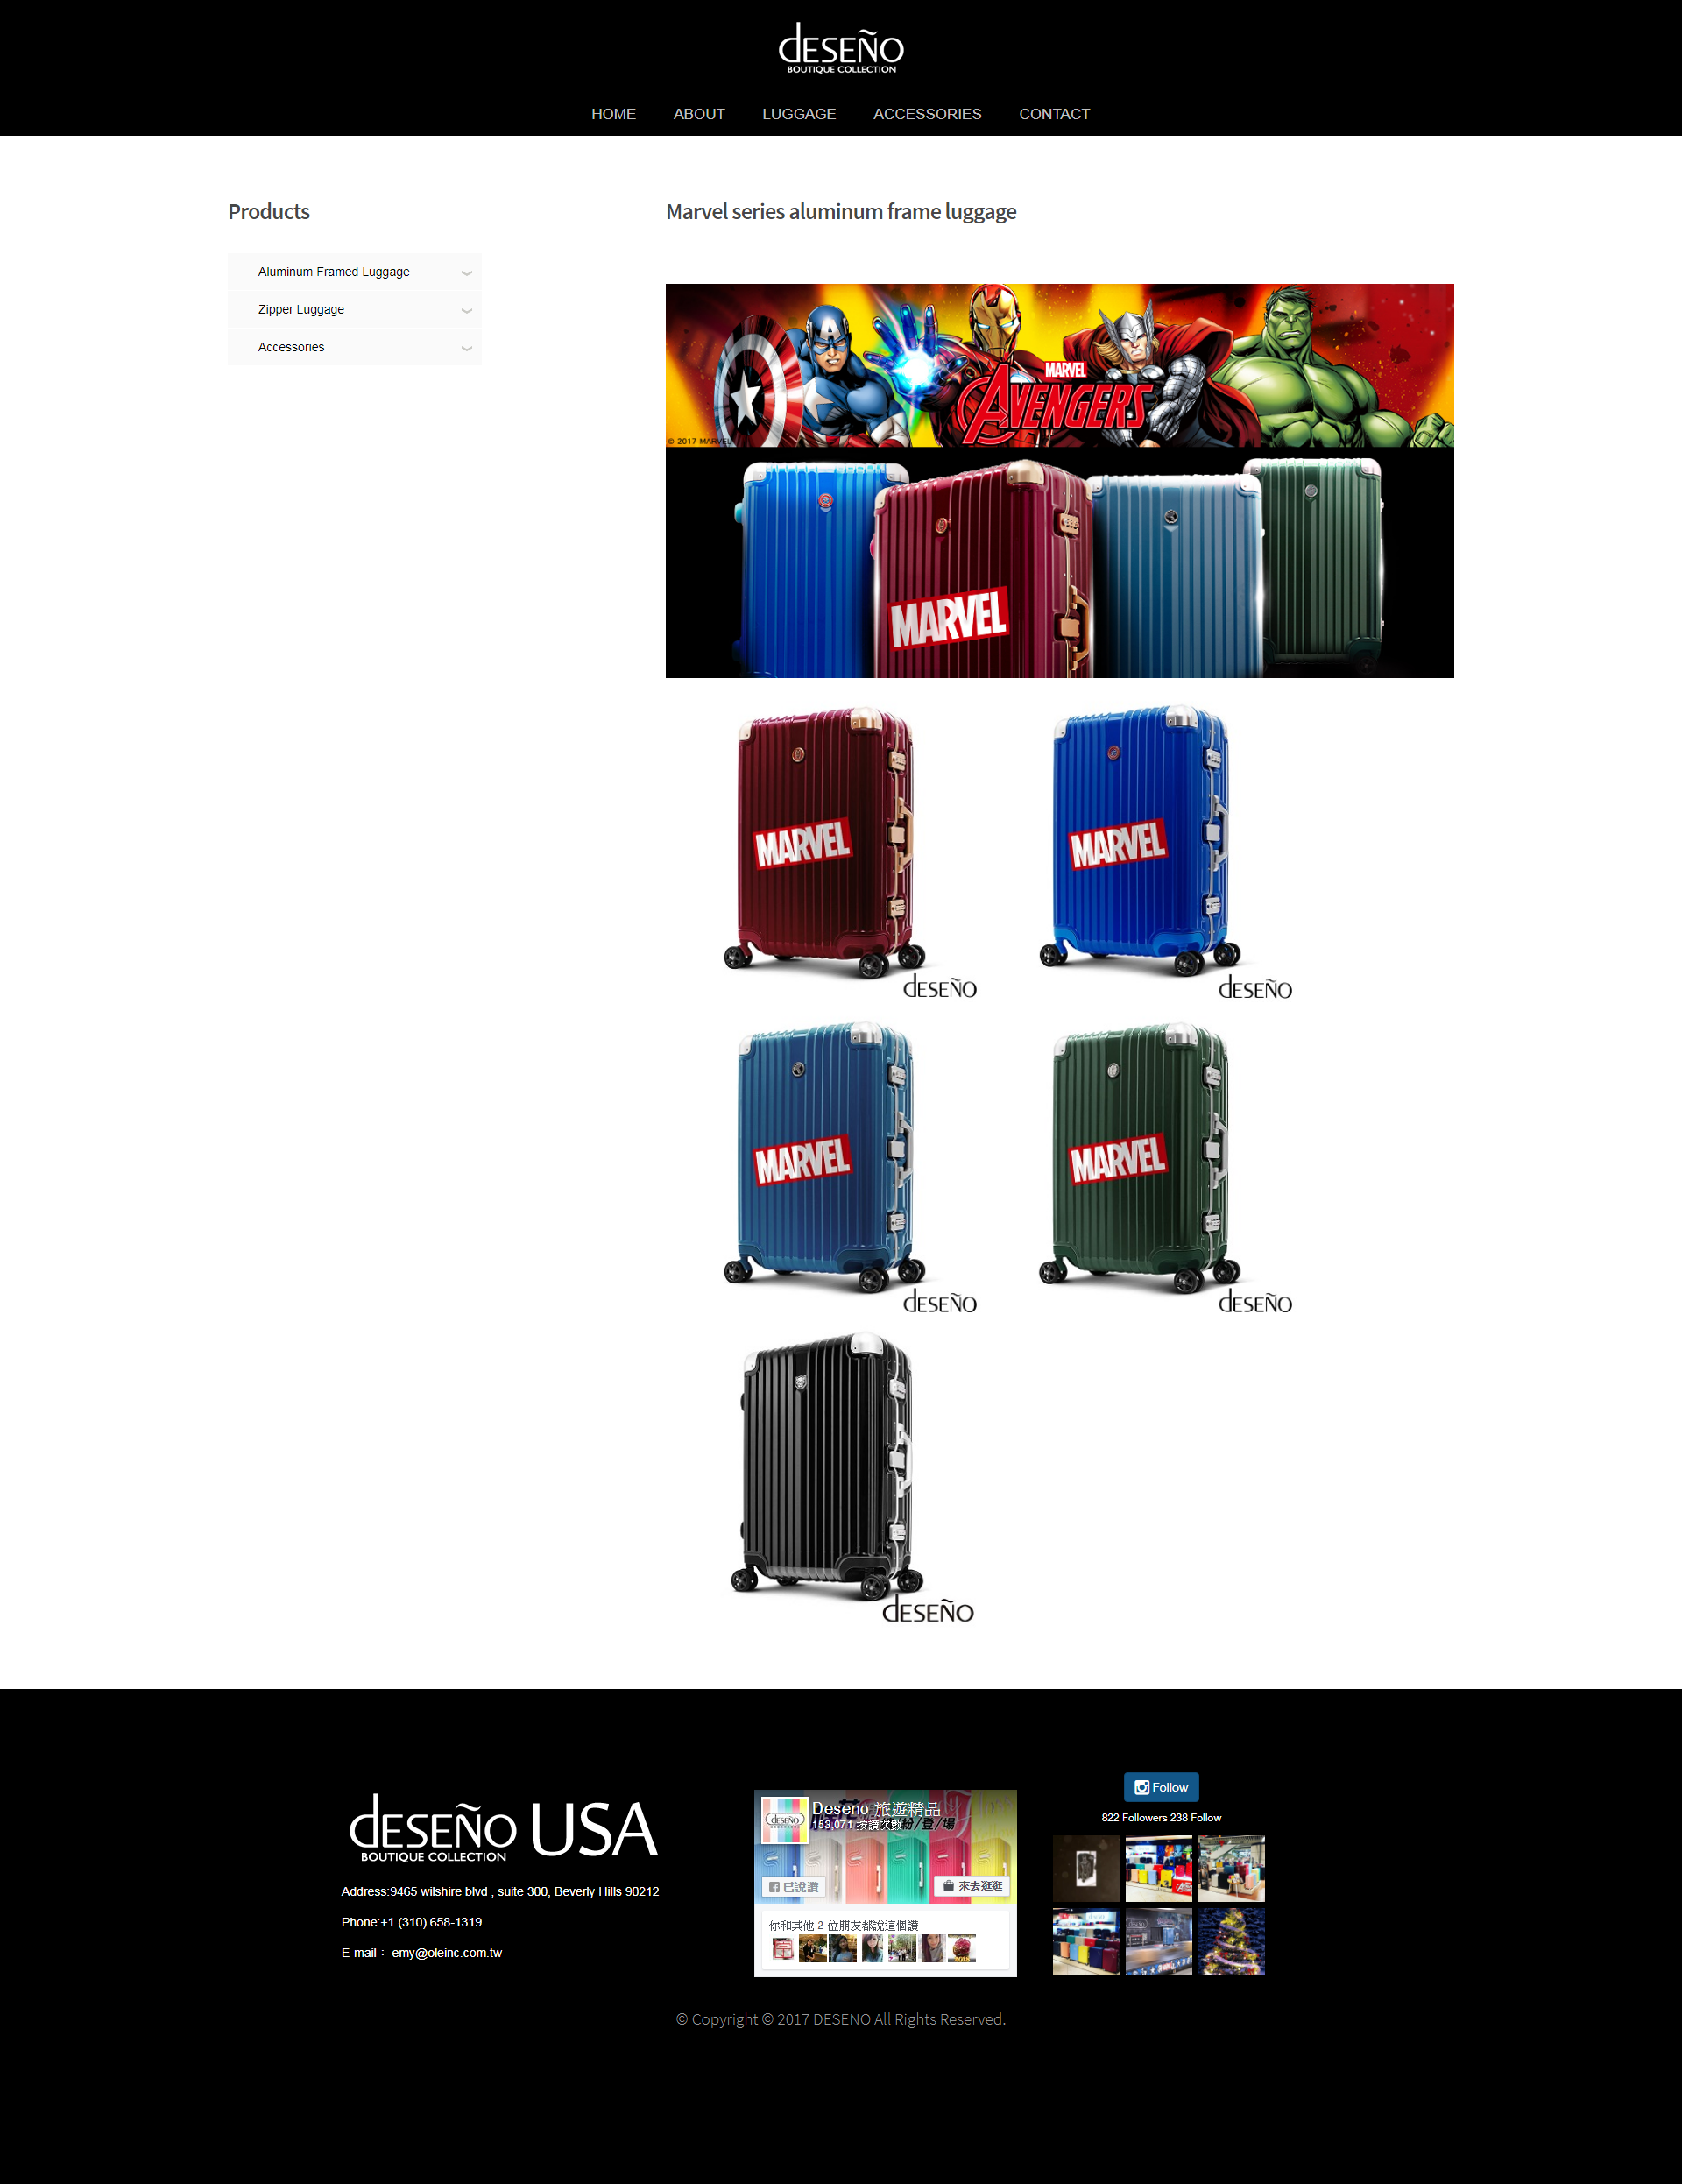 deseño
BOUTIQUE COLLECTION
HOME ABOUT LUGGAGE ACCESSORIES CONTACT
Products
Aluminum Framed Luggage
Zipper Luggage
Accessories
Marvel series aluminum frame luggage
MARVEL
AVENGERS
© 2017 MARVEL
MARVEL
MARVEL
deseño
MARVEL
deseño
MARVEL
deseño
MARVEL
deseño
deseño
deseño USA
BOUTIQUE COLLECTION
Address:9465 wilshire blvd , suite 300, Beverly Hills 90212
Phone:+1 (310) 658-1319
E-mail： emy@oleinc.com.tw
deseño
Deseno 旅遊精品
153,071 按讚次數
粉/登/場
已說讚
來去逛逛
你和其他 2 位朋友都說這個讚
Follow
822 Followers 238 Follow
© Copyright © 2017 DESENO All Rights Reserved.